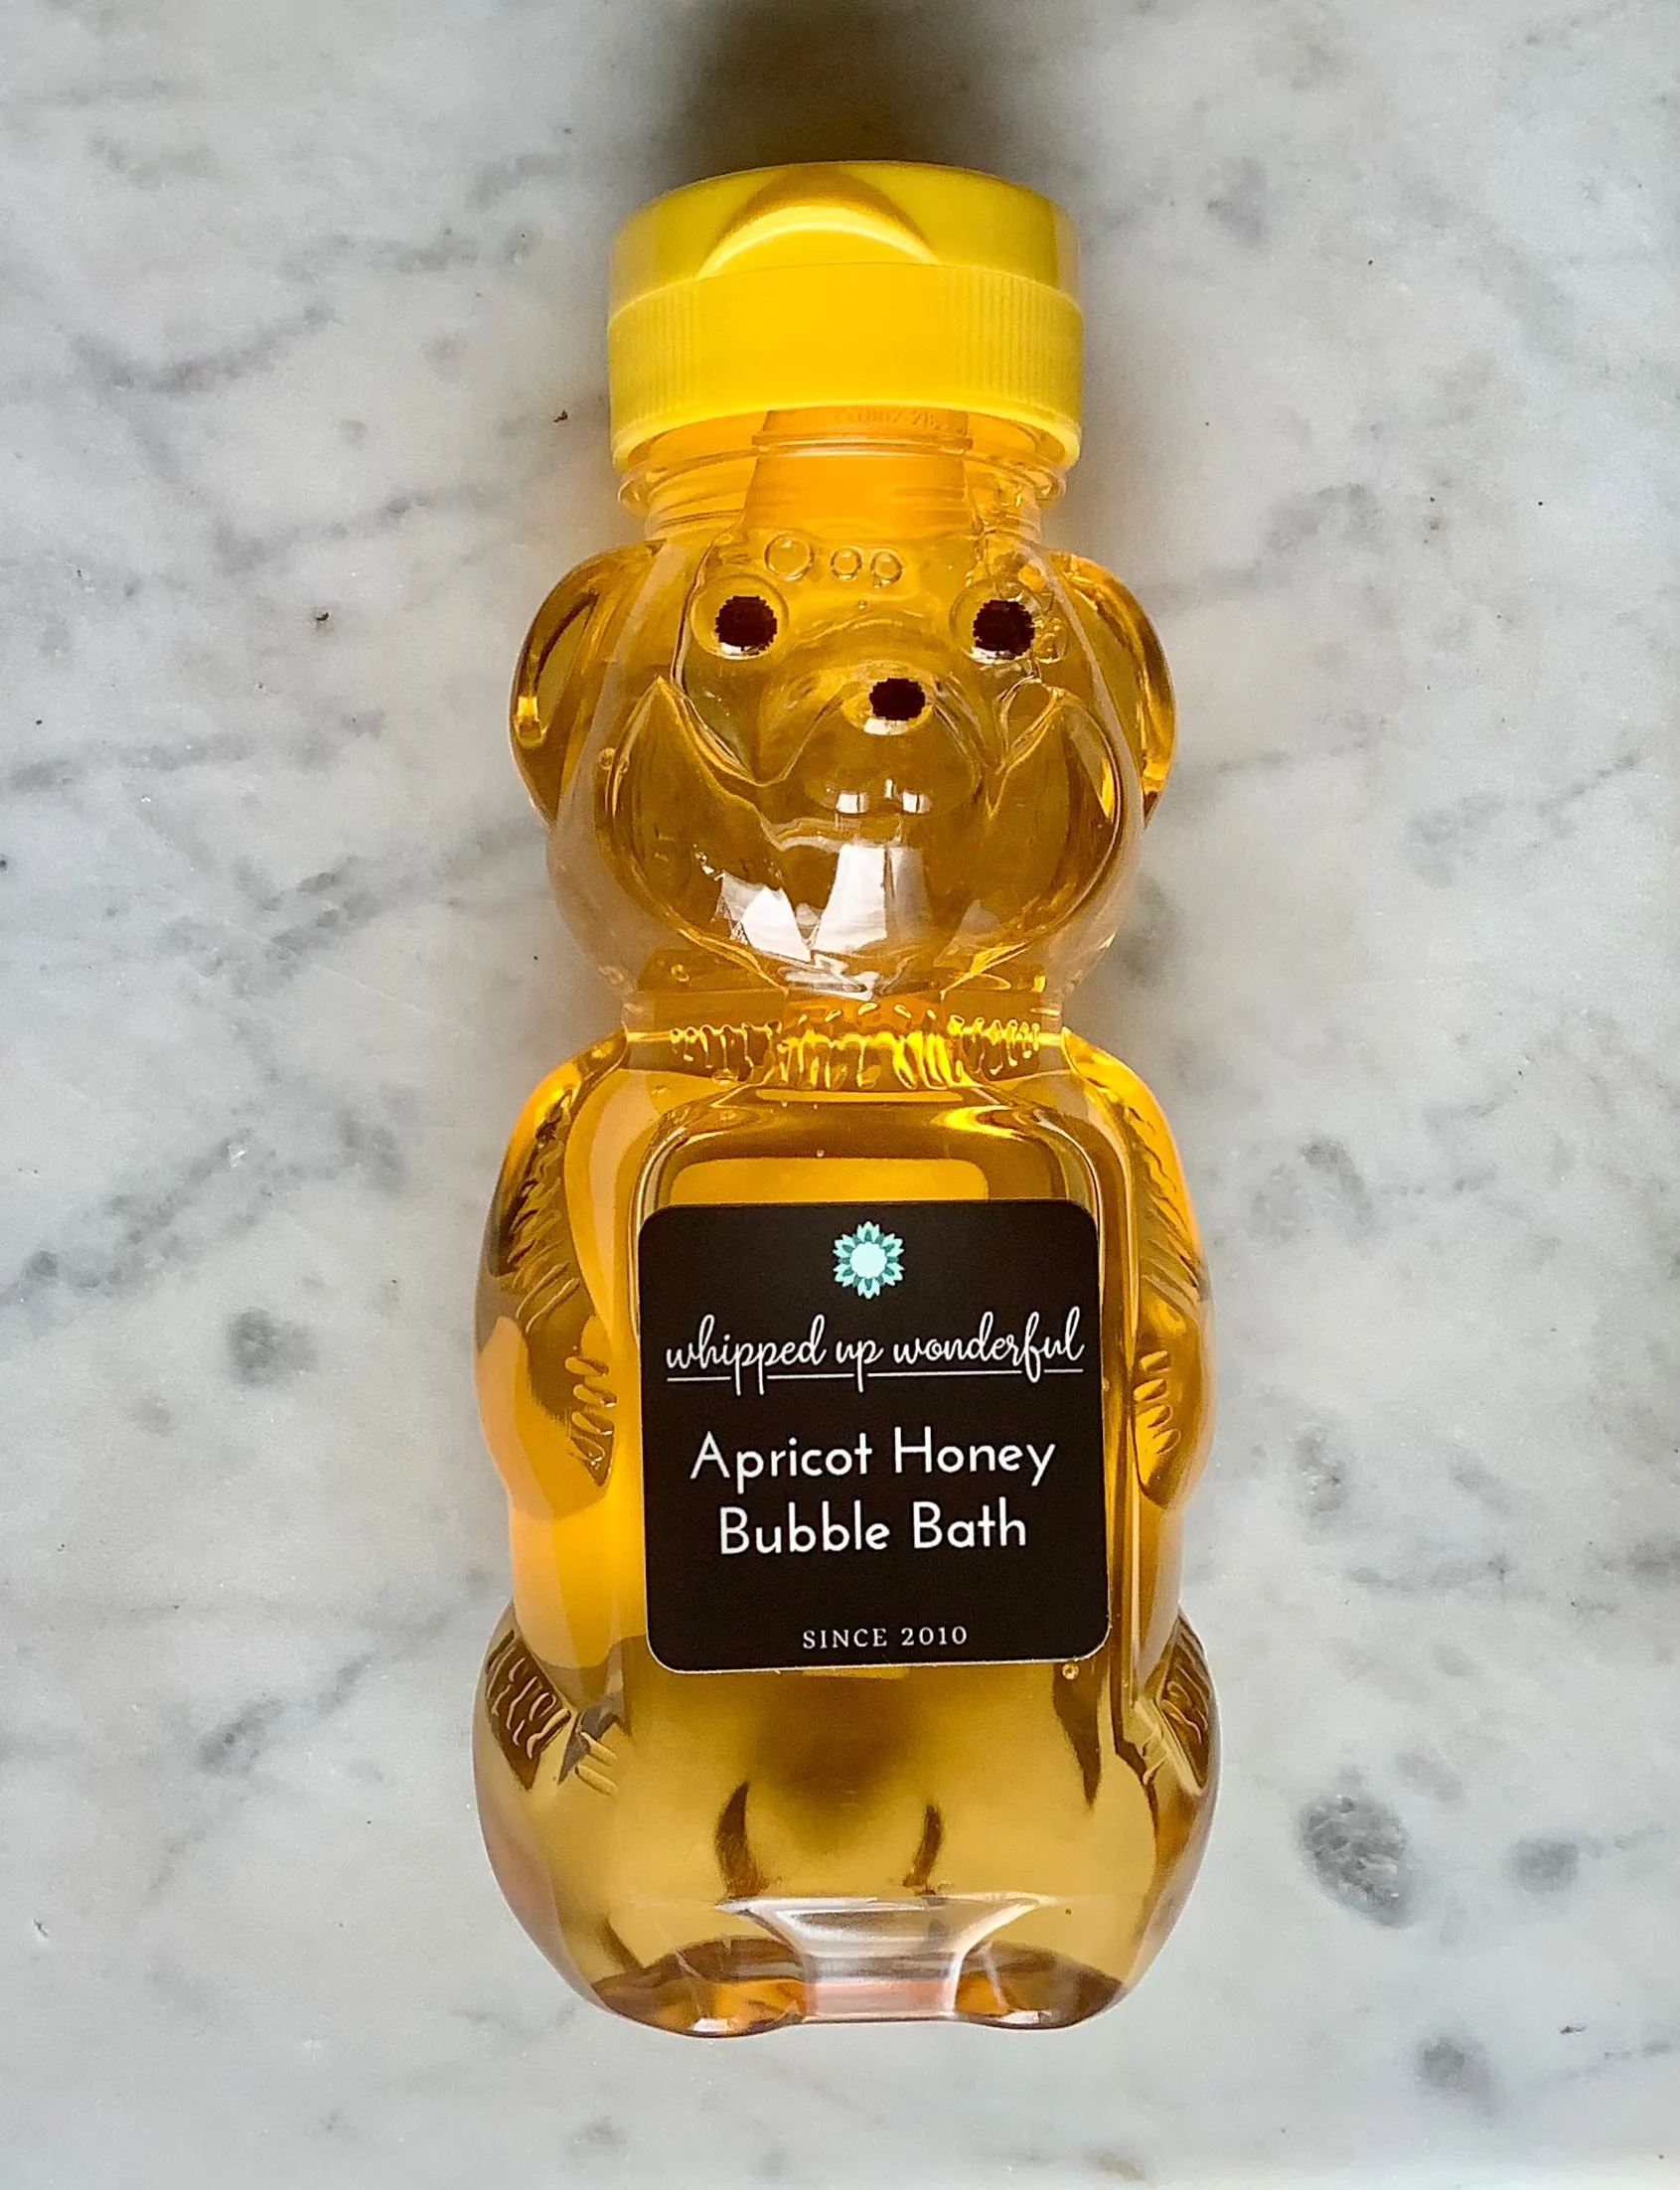 whipped up wonderful
Apricot Honey
Bubble Bath
SINCE 2010